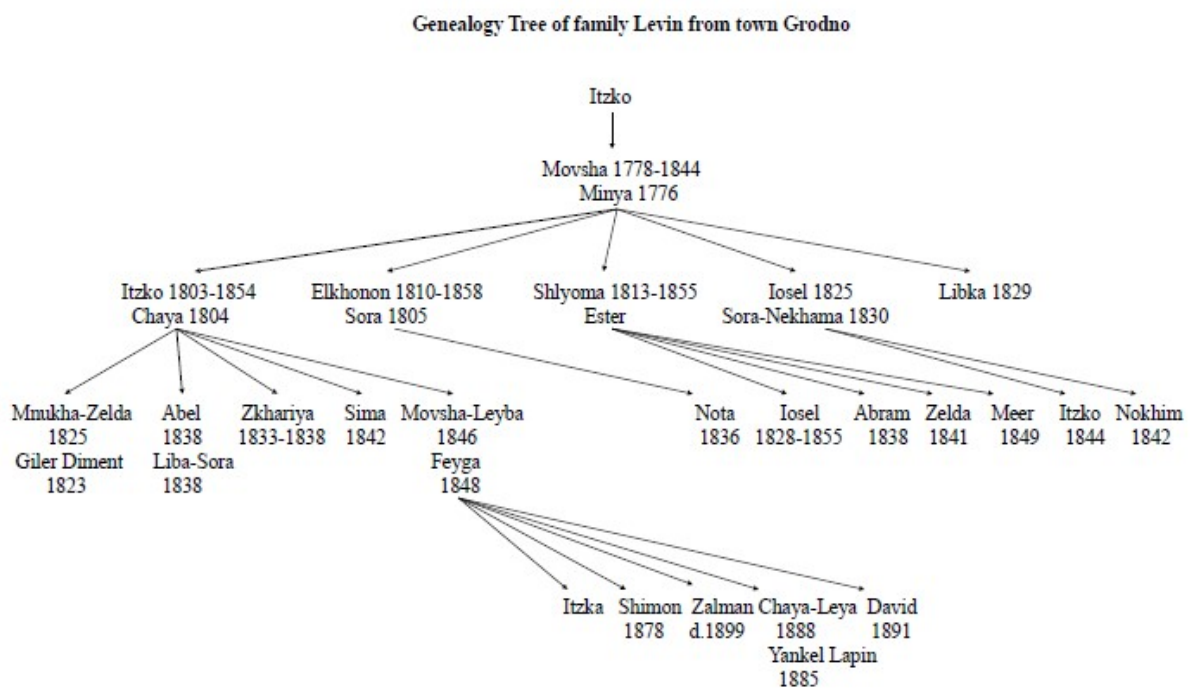 Genealogy Tree of family Levin from town Grodno
Itzko
Movsha 1778-1844
Minya 1776
Itzko 1803-1854 Elkhonon 1810-1858 Shlyoma 1813-1855 Iosel 1825 Libka 1829
Chaya 1804 Sora 1805 Ester Sora-Nekhama 1830
Mnukha-Zelda Abel Zkhariya Sima Movsha-Leyba Nota Iosel Abram Zelda Meer Itzko Nokhim
1825 1838 1833-1838 1842 1846 1836 1828-1855 1838 1841 1849 1844 1842
Giler Diment Liba-Sora Feyga
1823 1838 1848
Itzka Shimon Zalman Chaya-Leya David
1878 d.1899 1888 1891
Yankel Lapin
1885